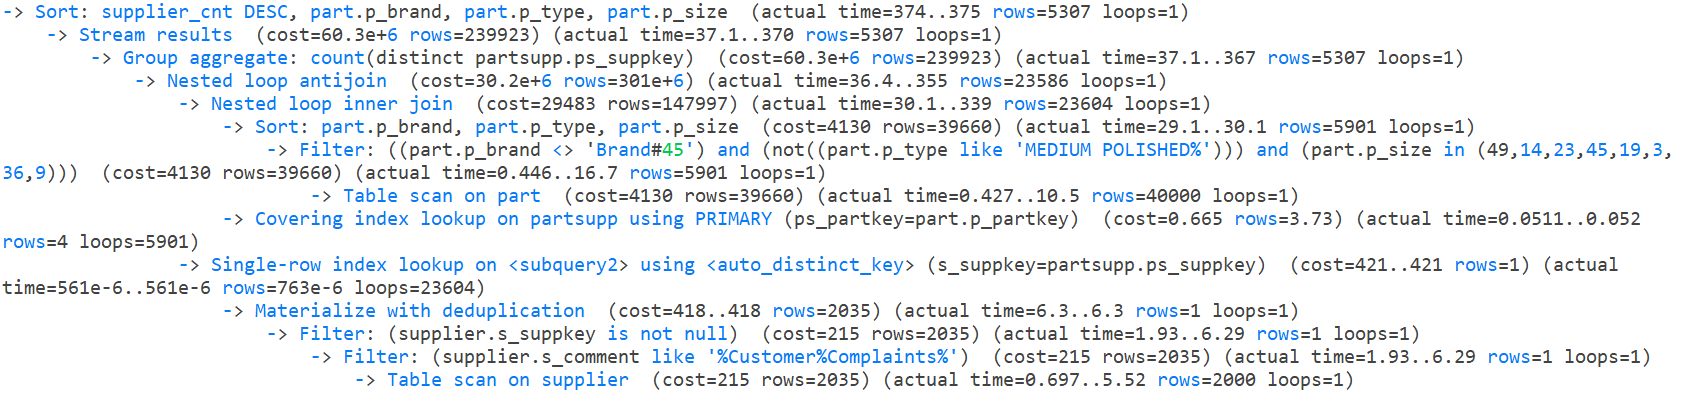 -> Sort: supplier_cnt DESC, part.p_brand, part.p_type, part.p_size  (actual time=374..375 rows=5307 loops=1)
-> Stream results  (cost=60.3e+6 rows=239923) (actual time=37.1..370 rows=5307 loops=1)
-> Group aggregate: count(distinct partsupp.ps_suppkey)  (cost=60.3e+6 rows=239923) (actual time=37.1..367 rows=5307 loops=1)
-> Nested loop antijoin  (cost=30.2e+6 rows=301e+6) (actual time=36.4..355 rows=23586 loops=1)
-> Nested loop inner join  (cost=29483 rows=147997) (actual time=30.1..339 rows=23604 loops=1)
-> Sort: part.p_brand, part.p_type, part.p_size  (cost=4130 rows=39660) (actual time=29.1..30.1 rows=5901 loops=1)
-> Filter: ((part.p_brand <> 'Brand#45') and (not((part.p_type like 'MEDIUM POLISHED%'))) and (part.p_size in (49,14,23,45,19,3,
36,9)))  (cost=4130 rows=39660) (actual time=0.446..16.7 rows=5901 loops=1)
-> Table scan on part  (cost=4130 rows=39660) (actual time=0.427..10.5 rows=40000 loops=1)
-> Covering index lookup on partsupp using PRIMARY (ps_partkey=part.p_partkey)  (cost=0.665 rows=3.73) (actual time=0.0511..0.052
rows=4 loops=5901)
-> Single-row index lookup on <subquery2> using <auto_distinct_key> (s_suppkey=partsupp.ps_suppkey)  (cost=421..421 rows=1) (actual
time=561e-6..561e-6 rows=763e-6 loops=23604)
-> Materialize with deduplication  (cost=418..418 rows=2035) (actual time=6.3..6.3 rows=1 loops=1)
-> Filter: (supplier.s_suppkey is not null)  (cost=215 rows=2035) (actual time=1.93..6.29 rows=1 loops=1)
-> Filter: (supplier.s_comment like '%Customer%Complaints%')  (cost=215 rows=2035) (actual time=1.93..6.29 rows=1 loops=1)
-> Table scan on supplier  (cost=215 rows=2035) (actual time=0.697..5.52 rows=2000 loops=1)